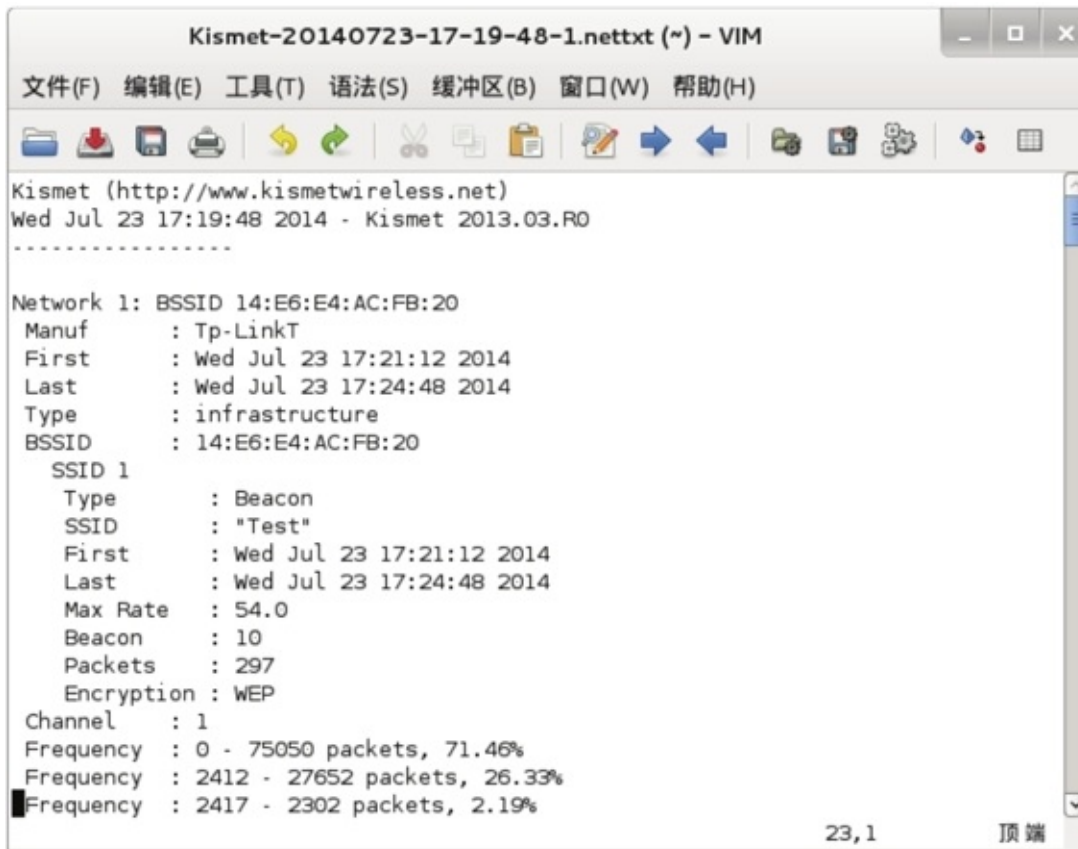 Kismet-20140723-17-19-48-1.nettxt (~) - VIM
文件(F) 编辑(E) 工具(T) 语法(S) 缓冲区(B) 窗口(W) 帮助(H)
Kismet (http://www.kismetwireless.net)
Wed Jul 23 17:19:48 2014 - Kismet 2013.03.R0
-----------------
Network 1: BSSID 14:E6:E4:AC:FB:20
Manuf : Tp-LinkT
First : Wed Jul 23 17:21:12 2014
Last : Wed Jul 23 17:24:48 2014
Type : infrastructure
BSSID : 14:E6:E4:AC:FB:20
SSID 1
Type : Beacon
SSID : "Test"
First : Wed Jul 23 17:21:12 2014
Last : Wed Jul 23 17:24:48 2014
Max Rate : 54.0
Beacon : 10
Packets : 297
Encryption : WEP
Channel : 1
Frequency : 0 - 75050 packets, 71.46%
Frequency : 2412 - 27652 packets, 26.33%
Frequency : 2417 - 2302 packets, 2.19%
23,1 顶端